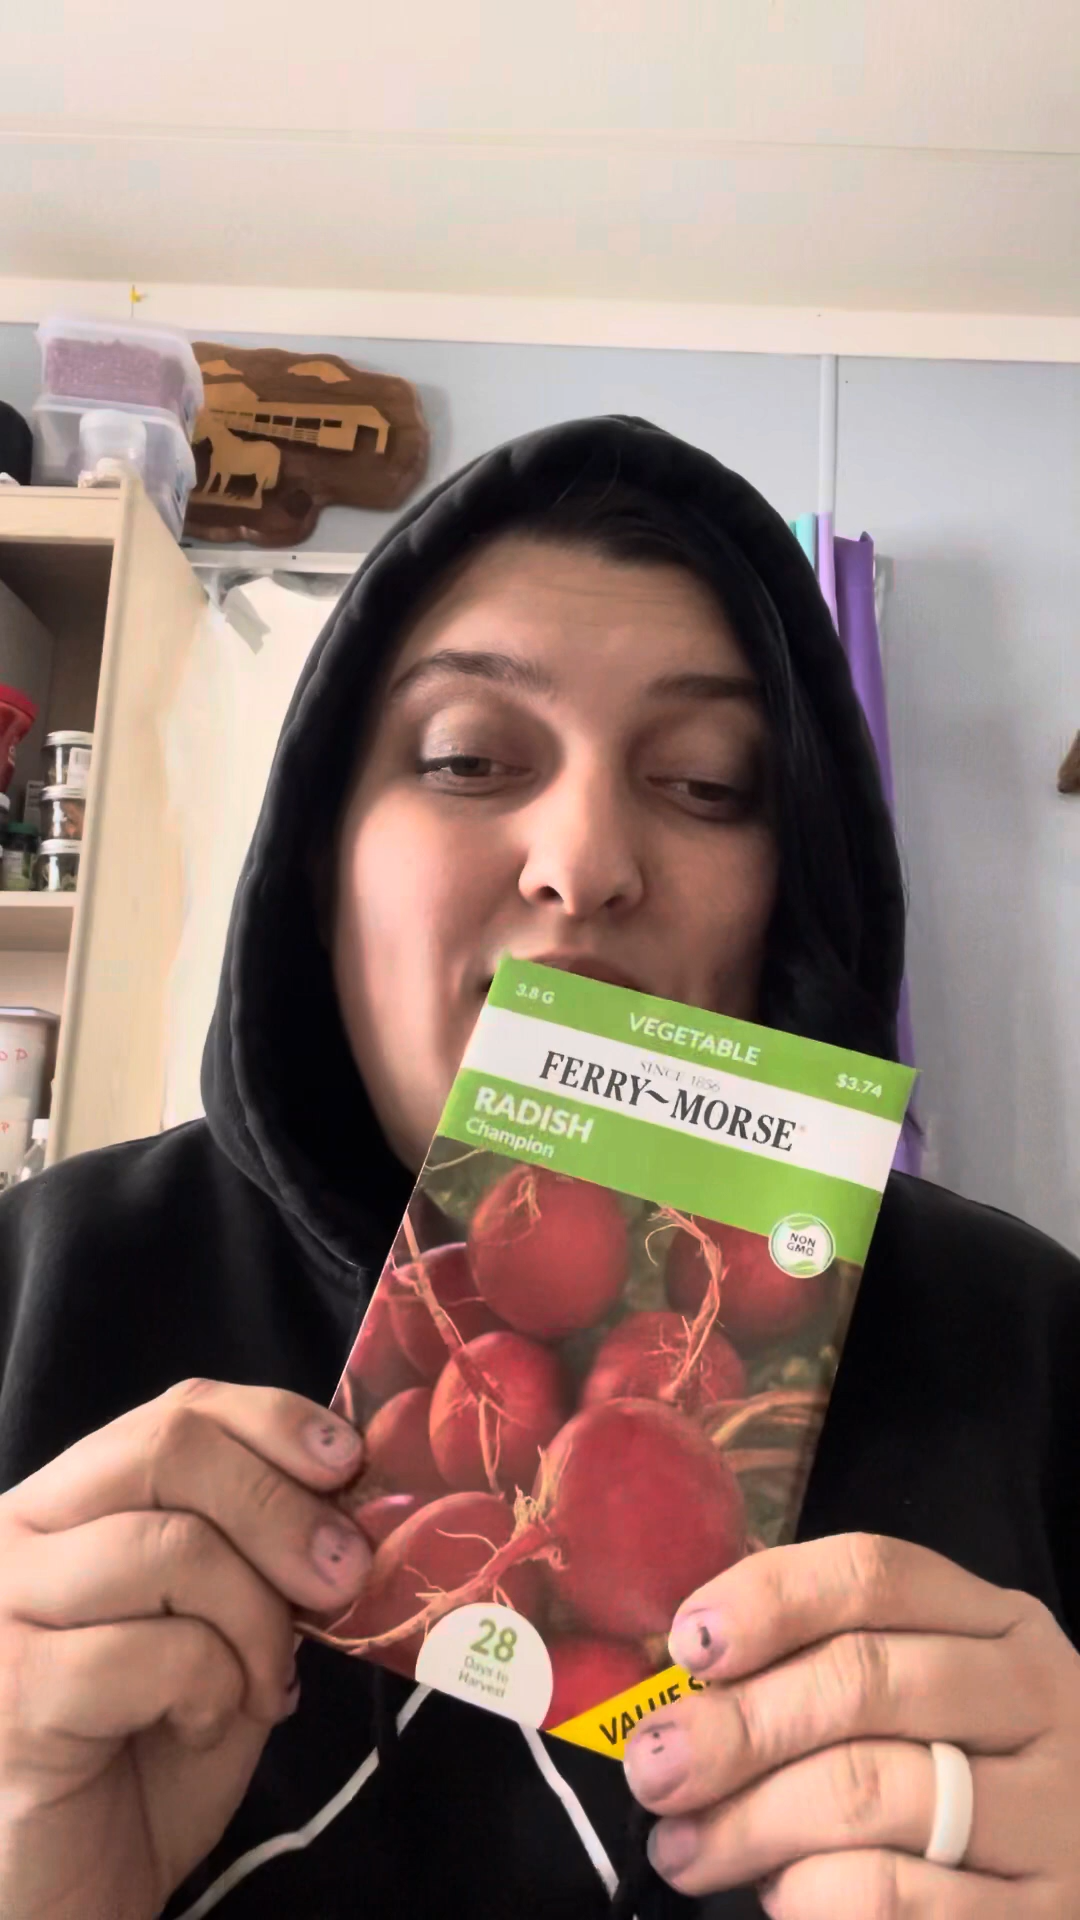 3.8 G
VEGETABLE
$3.74
SINCE 1856
FERRY~MORSE
RADISH
Champion
NON
GMO
28
Days to
Harvest
VALUE